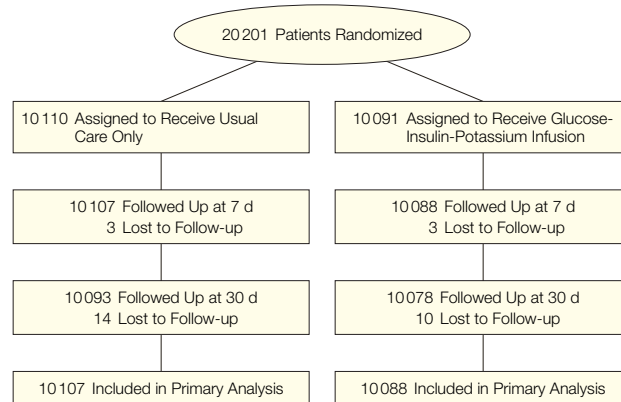 20 201 Patients Randomized
10 110 Assigned to Receive Usual
Care Only
10 091 Assigned to Receive Glucose-
Insulin-Potassium Infusion
10 107 Followed Up at 7 d
3 Lost to Follow-up
10 088 Followed Up at 7 d
3 Lost to Follow-up
10 093 Followed Up at 30 d
14 Lost to Follow-up
10 078 Followed Up at 30 d
10 Lost to Follow-up
10 107 Included in Primary Analysis
10 088 Included in Primary Analysis